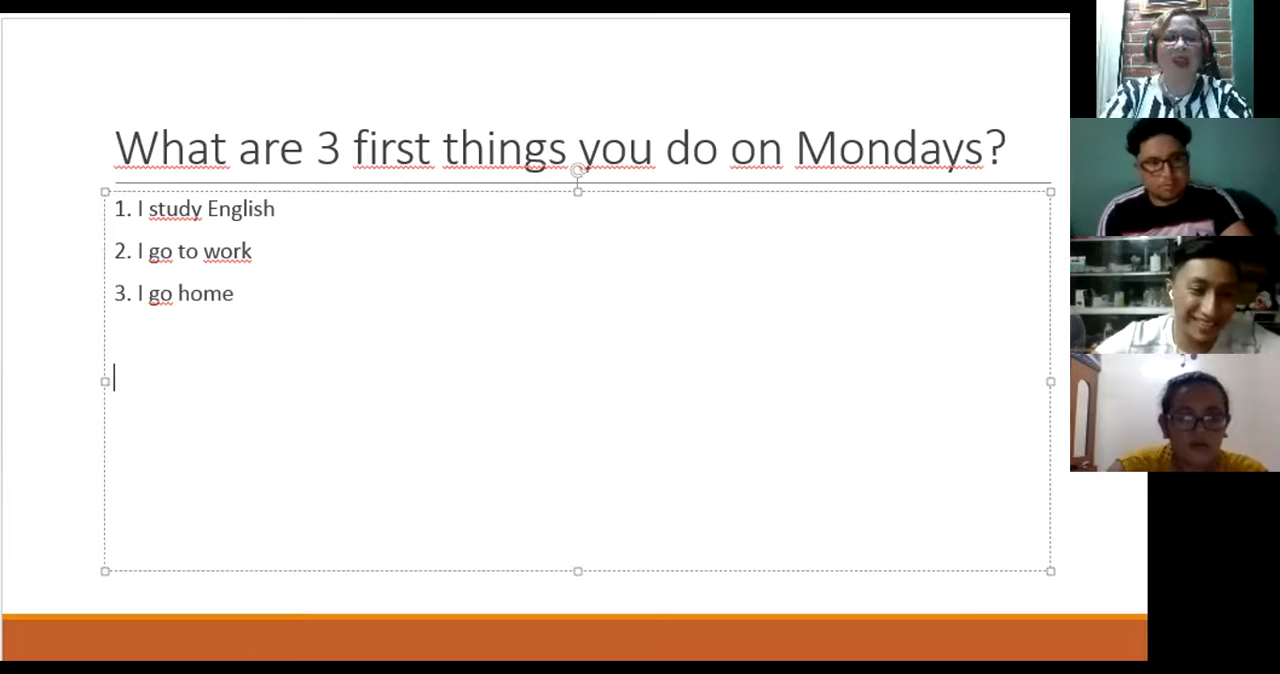 What are 3 first things you do on Mondays?
1. I study English
2. I go to work
3. I go home